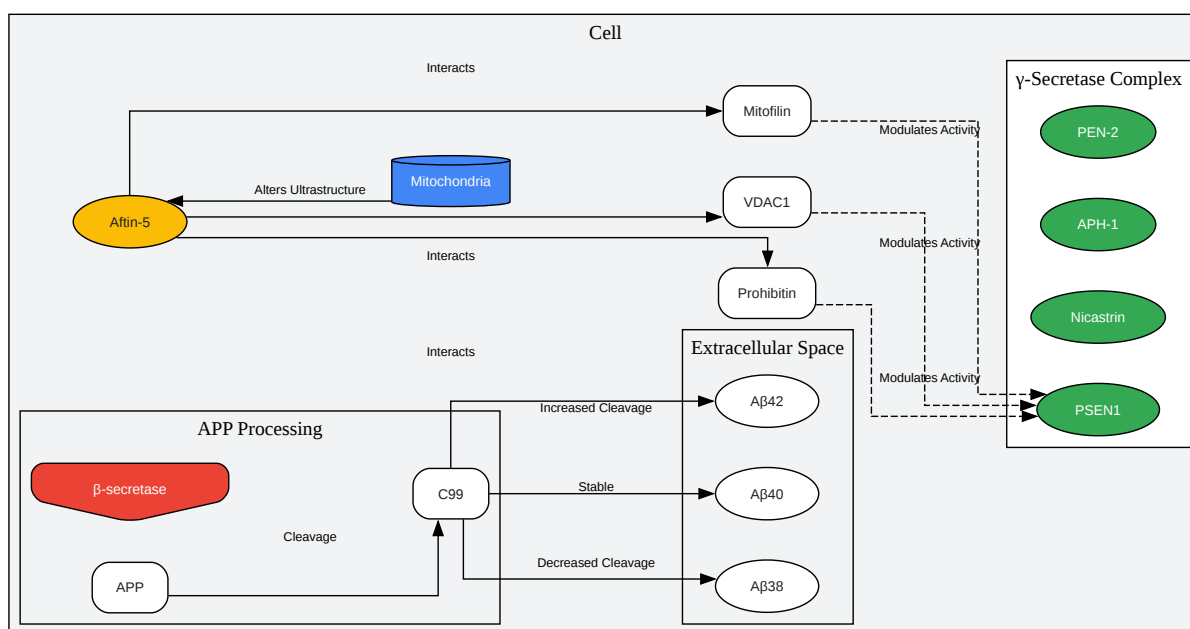 Cell
Interacts
γ-Secretase Complex
Mitofilin
Modulates Activity
PEN-2
Mitochondria
Alters Ultrastructure
VDAC1
Aftin-5
APH-1
Modulates Activity
Interacts
Prohibitin
Nicastrin
Interacts
Extracellular Space
Modulates Activity
Aβ42
Increased Cleavage
PSEN1
APP Processing
β-secretase
C99
Stable
Aβ40
Cleavage
Decreased Cleavage
APP
Aβ38